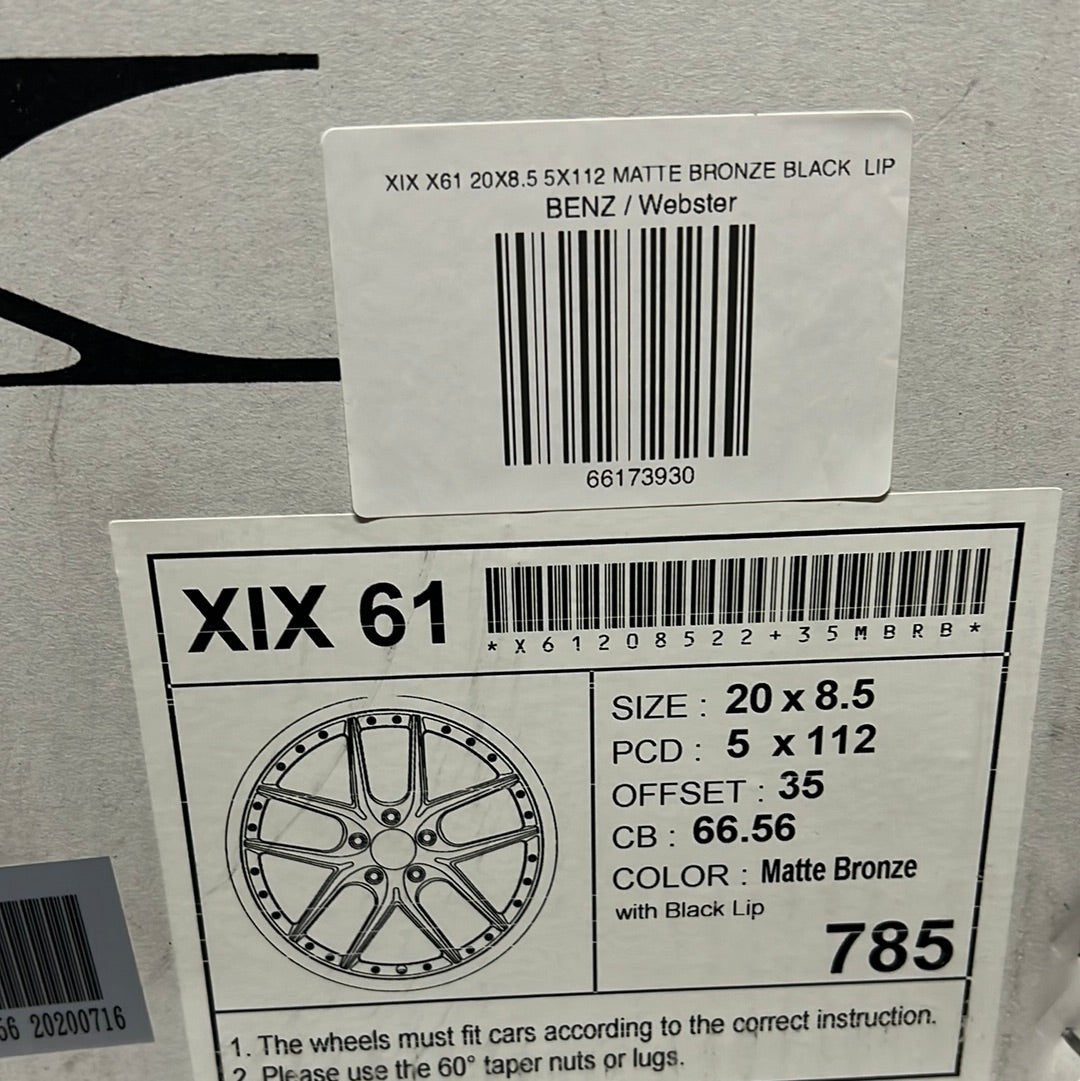 XIX X61 20X8.5 5X112 MATTE BRONZE BLACK LIP
BENZ / Webster
66173930
XIX 61
*X61208522+35MBRB*
SIZE : 20 x 8.5
PCD : 5 x 112
OFFSET : 35
CB : 66.56
COLOR : Matte Bronze
with Black Lip
785
56 20200716
1. The wheels must fit cars according to the correct instruction.
2. Please use the 60° taper nuts or lugs.